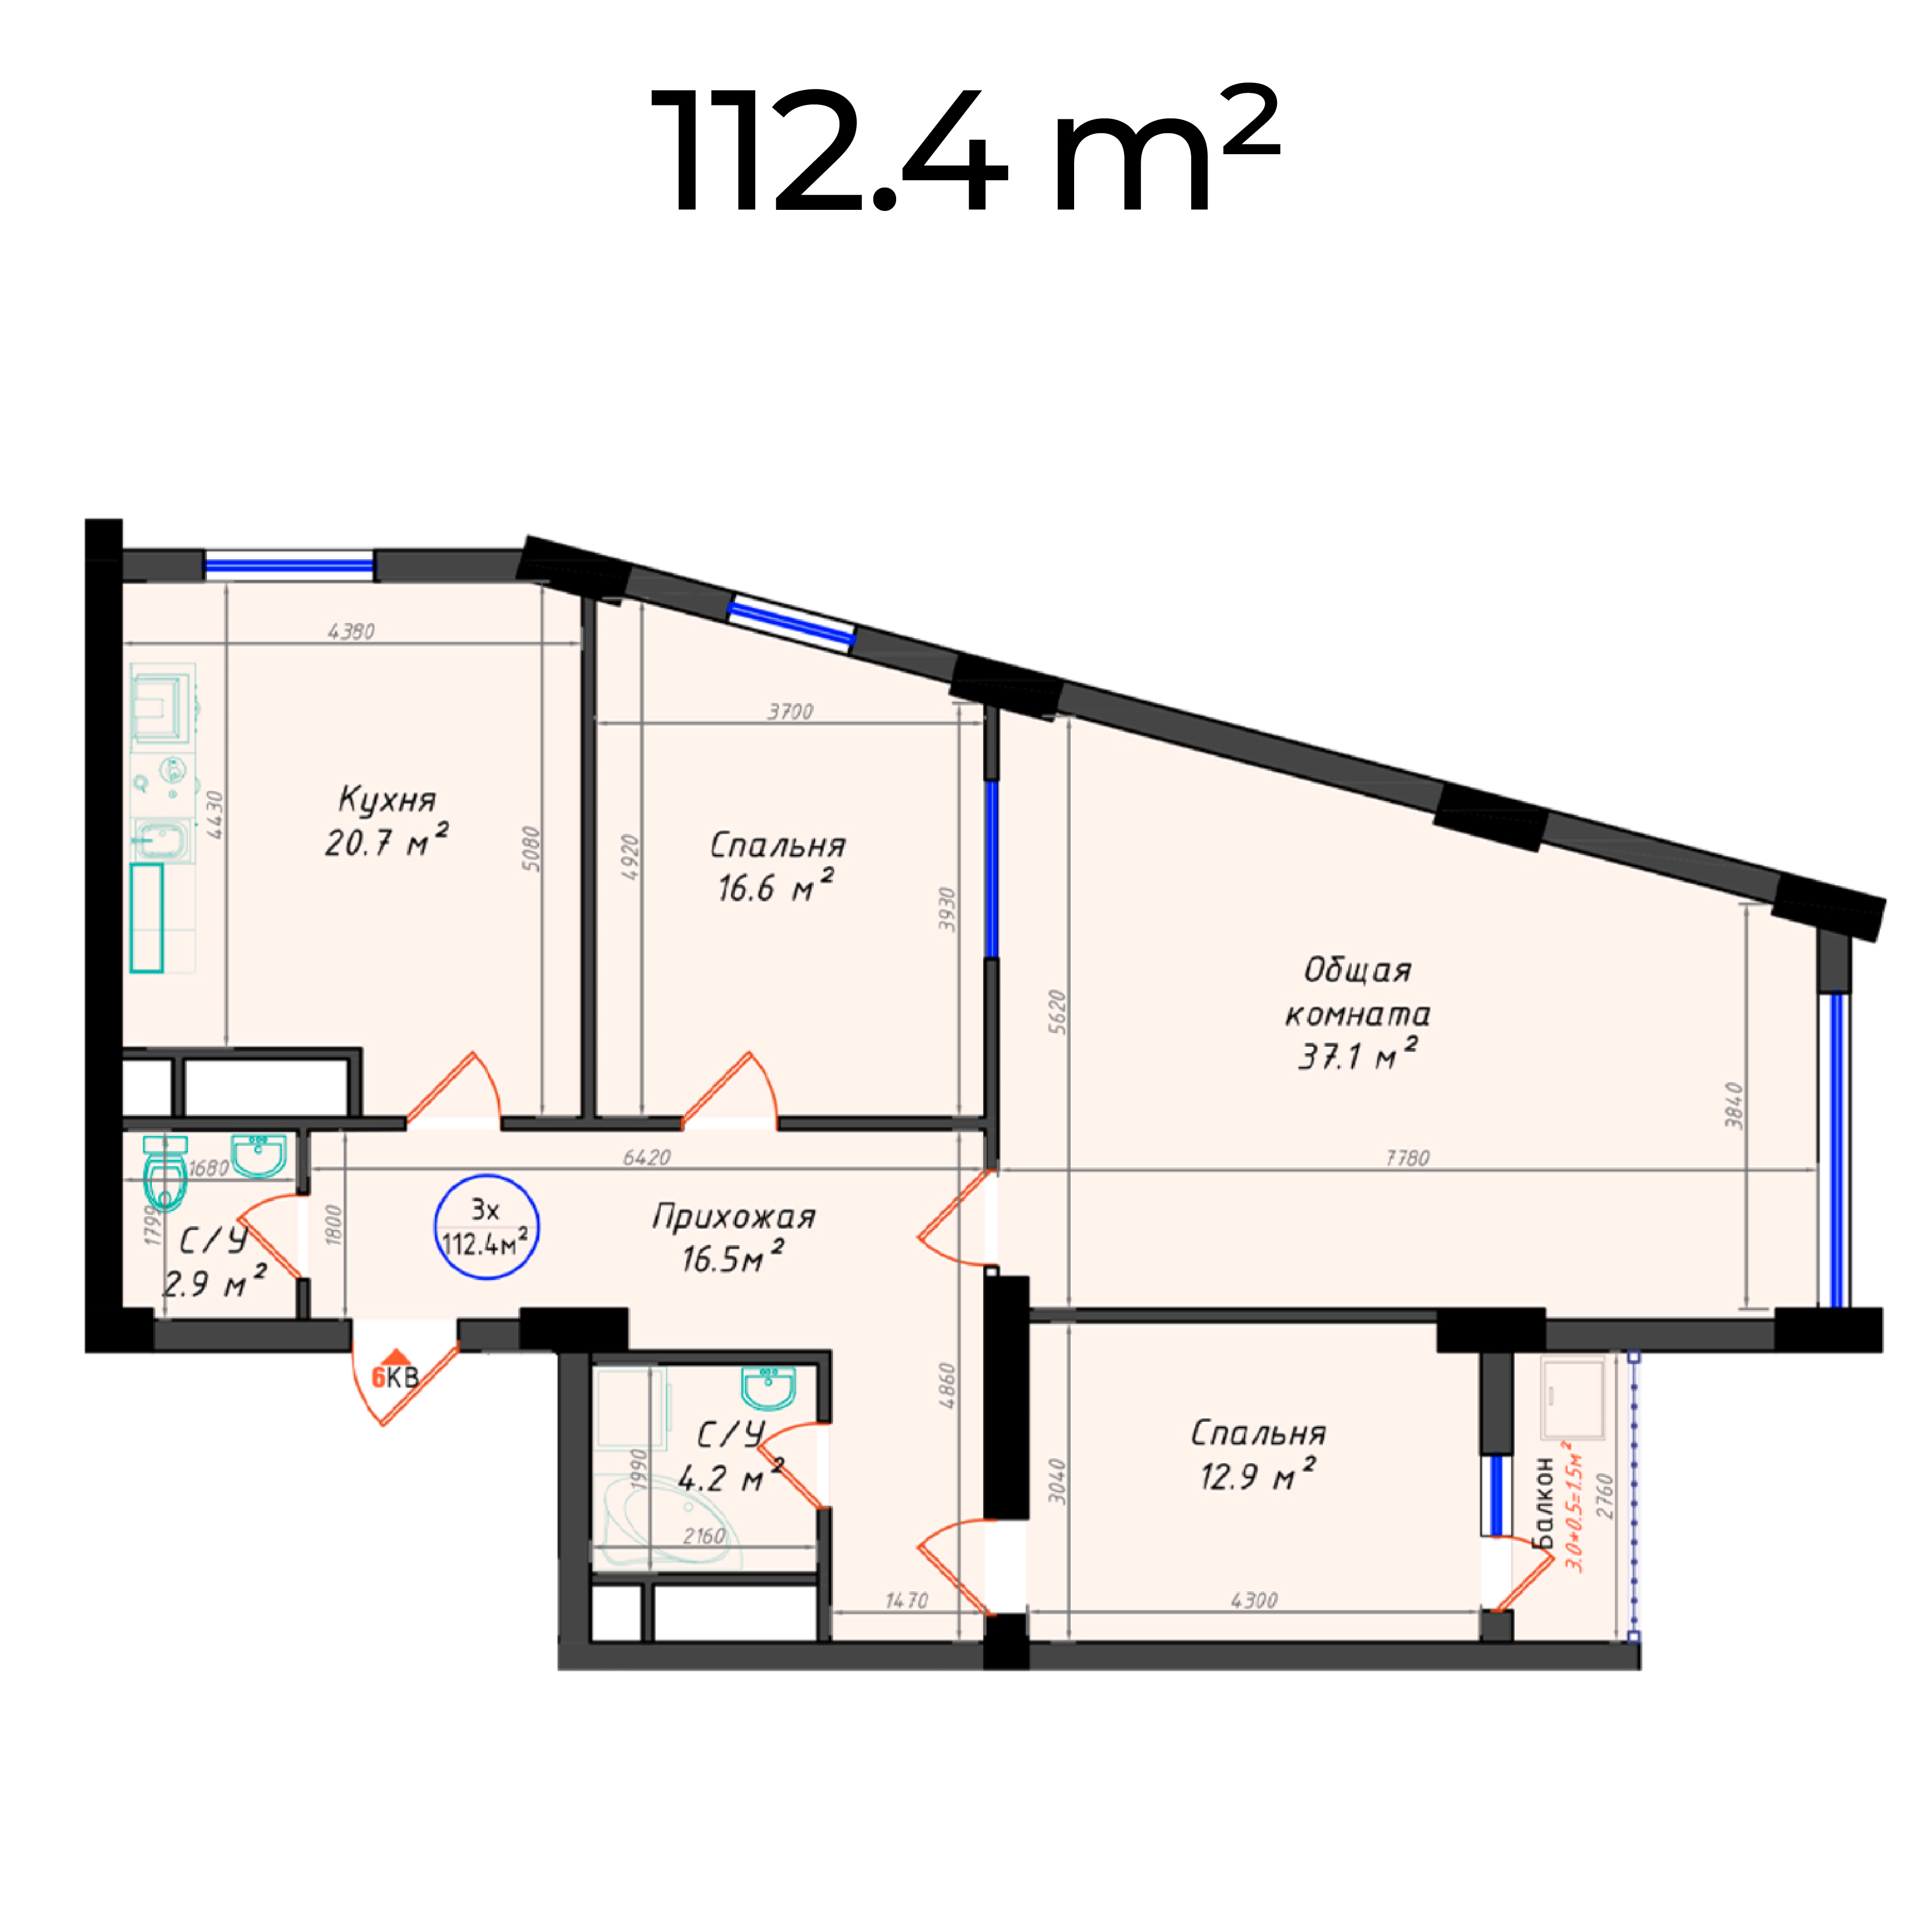 112.4 m²
4380
3700
Кухня
20.7 м²
4430
5080
Спальня
16.6 м²
4920
3930
Общая
комната
37.1 м²
5620
3840
1680
6420
7780
1799
С/У
2.9 м²
1800
3х
112.4м²
Прихожая
16.5м²
6КВ
С/У
4.2 м²
1990
2160
4860
1470
Спальня
12.9 м²
3040
4300
Балкон
3.0*0.5=1.5м²
2760